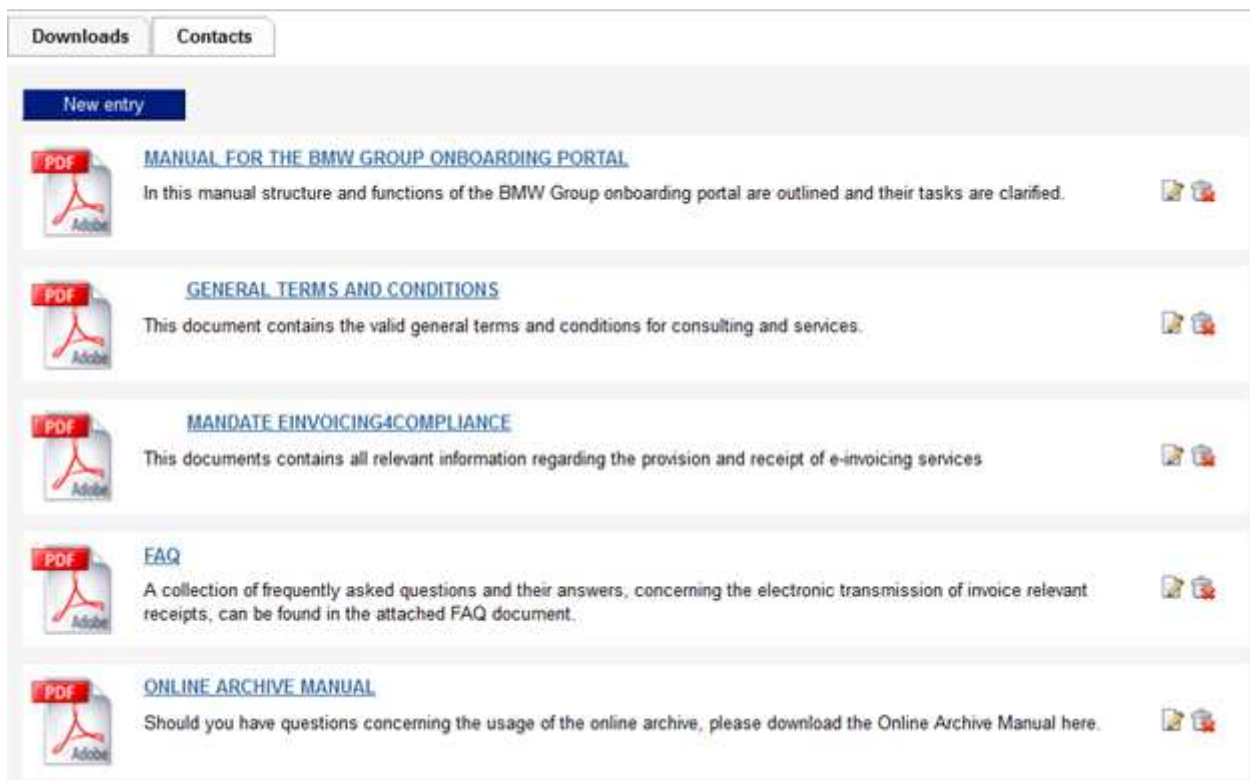 Downloads Contacts
New entry
PDF
Adobe
MANUAL FOR THE BMW GROUP ONBOARDING PORTAL
In this manual structure and functions of the BMW Group onboarding portal are outlined and their tasks are clarified.
PDF
Adobe
GENERAL TERMS AND CONDITIONS
This document contains the valid general terms and conditions for consulting and services.
PDF
Adobe
MANDATE EINVOICING4COMPLIANCE
This documents contains all relevant information regarding the provision and receipt of e-invoicing services
PDF
Adobe
FAQ
A collection of frequently asked questions and their answers, concerning the electronic transmission of invoice relevant
receipts, can be found in the attached FAQ document.
PDF
Adobe
ONLINE ARCHIVE MANUAL
Should you have questions concerning the usage of the online archive, please download the Online Archive Manual here.